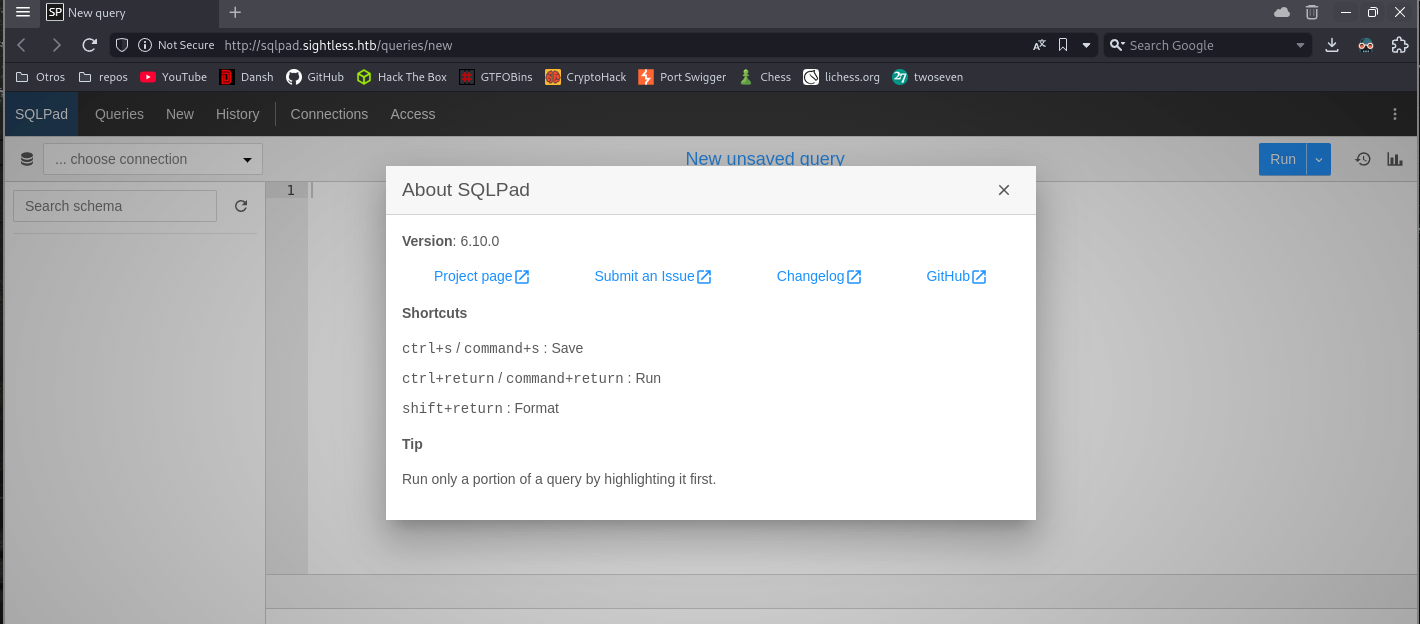 SP New query
Not Secure http://sqlpad.sightless.htb/queries/new Search Google
Otros repos YouTube Dansh GitHub Hack The Box GTFOBins CryptoHack Port Swigger Chess lichess.org 27 twoseven
SQLPad Queries New History Connections Access
... choose connection New unsaved query Run
Search schema 1
About SQLPad
Version: 6.10.0
Project page Submit an Issue Changelog GitHub
Shortcuts
ctrl+s / command+s : Save
ctrl+return / command+return : Run
shift+return : Format
Tip
Run only a portion of a query by highlighting it first.